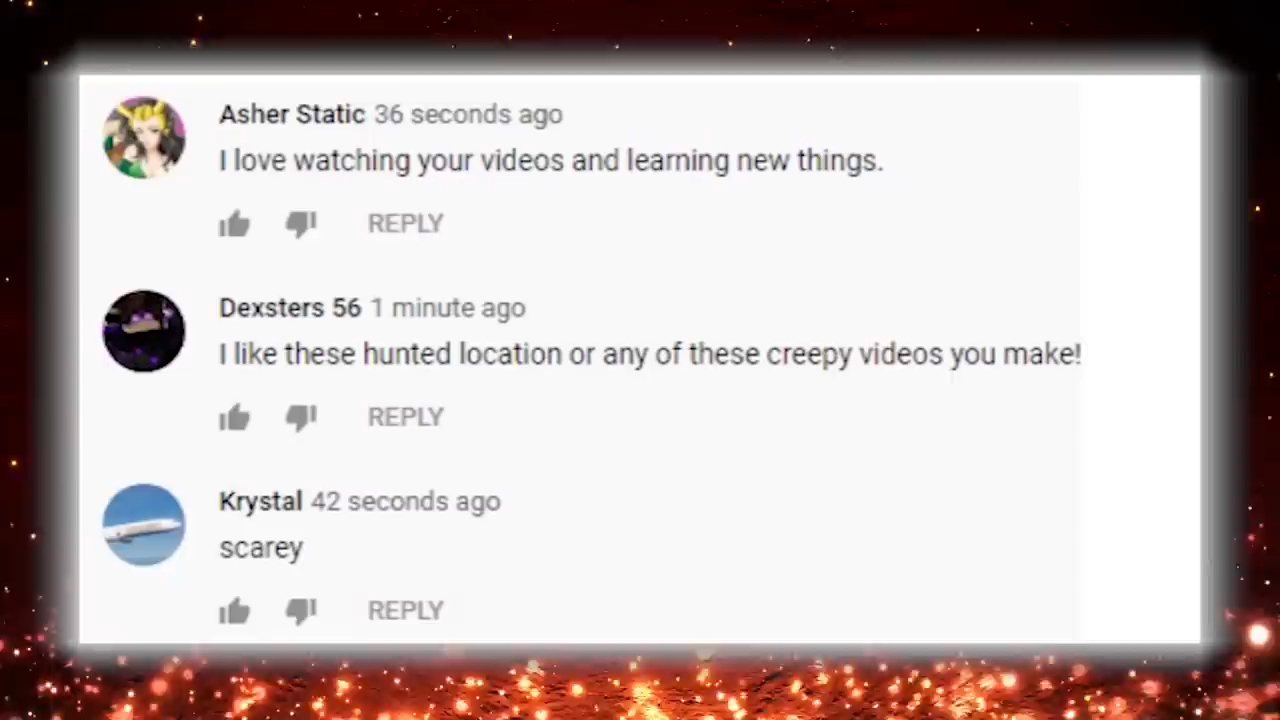 Asher Static 36 seconds ago
I love watching your videos and learning new things.
REPLY
Dexsters 56 1 minute ago
I like these hunted location or any of these creepy videos you make!
REPLY
Krystal 42 seconds ago
scarey
REPLY